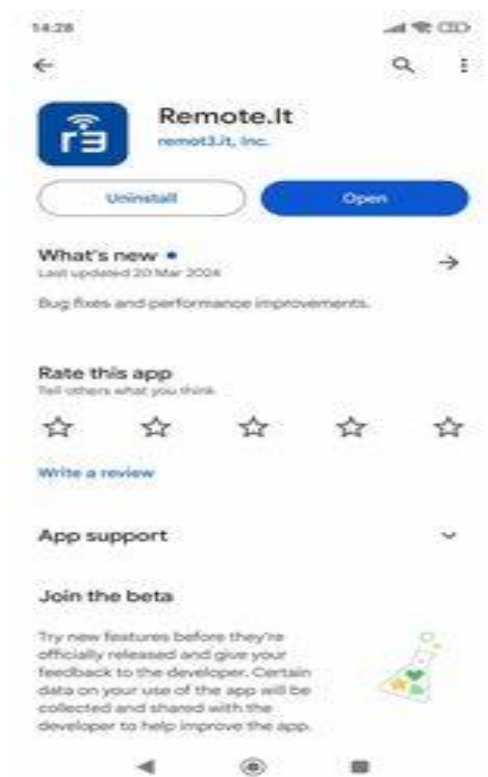 14:28
Remote.It
remot3.it, Inc.
r3
Uninstall
Open
What's new
Last updated 20 Mar 2024
Bug fixes and performance improvements.
Rate this app
Tell others what you think
Write a review
App support
Join the beta
Try new features before they're
officially released and give your
feedback to the developer. Certain
data on your use of the app will be
collected and shared with the
developer to help improve the app.